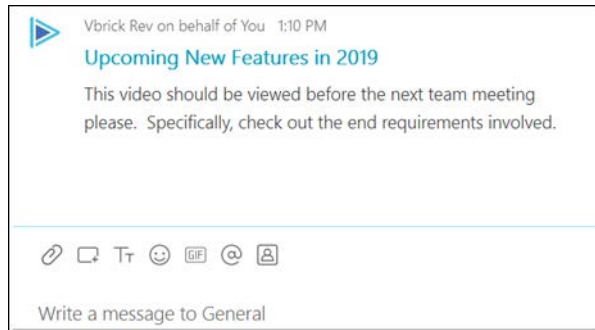 Vbrick Rev on behalf of You 1:10 PM
Upcoming New Features in 2019
This video should be viewed before the next team meeting
please. Specifically, check out the end requirements involved.
TT GIF @
Write a message to General